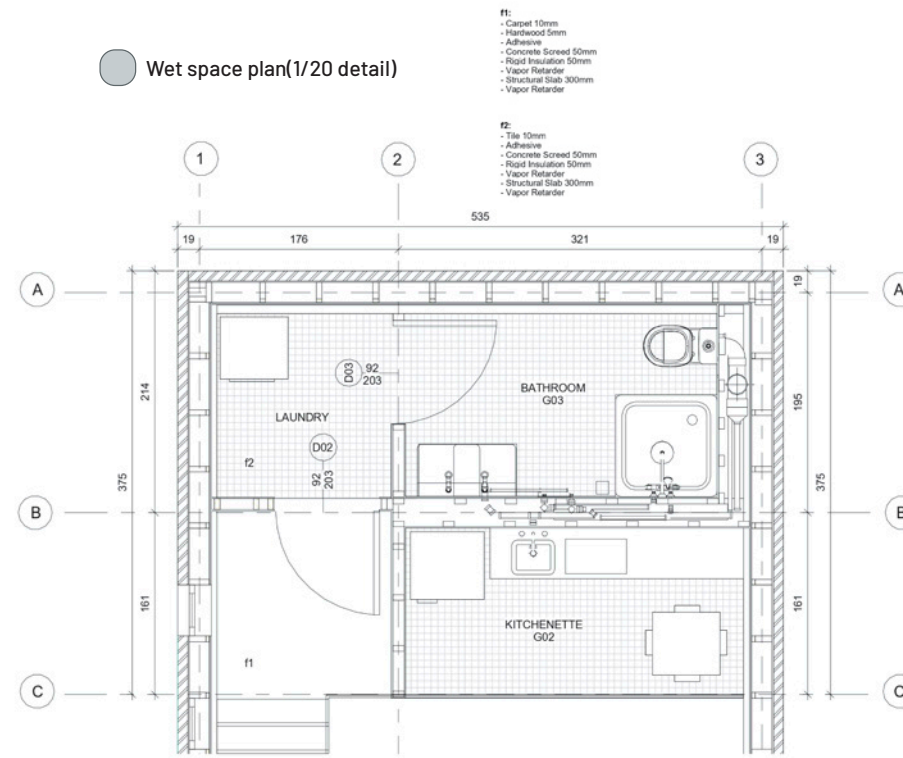 f1:
- Carpet 10mm
- Hardwood 5mm
- Adhesive
- Concrete Screed 50mm
- Rigid Insulation 50mm
- Vapor Retarder
- Structural Slab 300mm
- Vapor Retarder
Wet space plan(1/20 detail)
f2:
- Tile 10mm
- Adhesive
- Concrete Screed 50mm
- Rigid Insulation 50mm
- Vapor Retarder
- Structural Slab 300mm
- Vapor Retarder
1
2
3
535
19
176
321
19
A
19
A
D03
92
203
BATHROOM
G03
214
195
LAUNDRY
D02
92
203
f2
375
375
B
B
161
161
KITCHENETTE
G02
f1
C
C